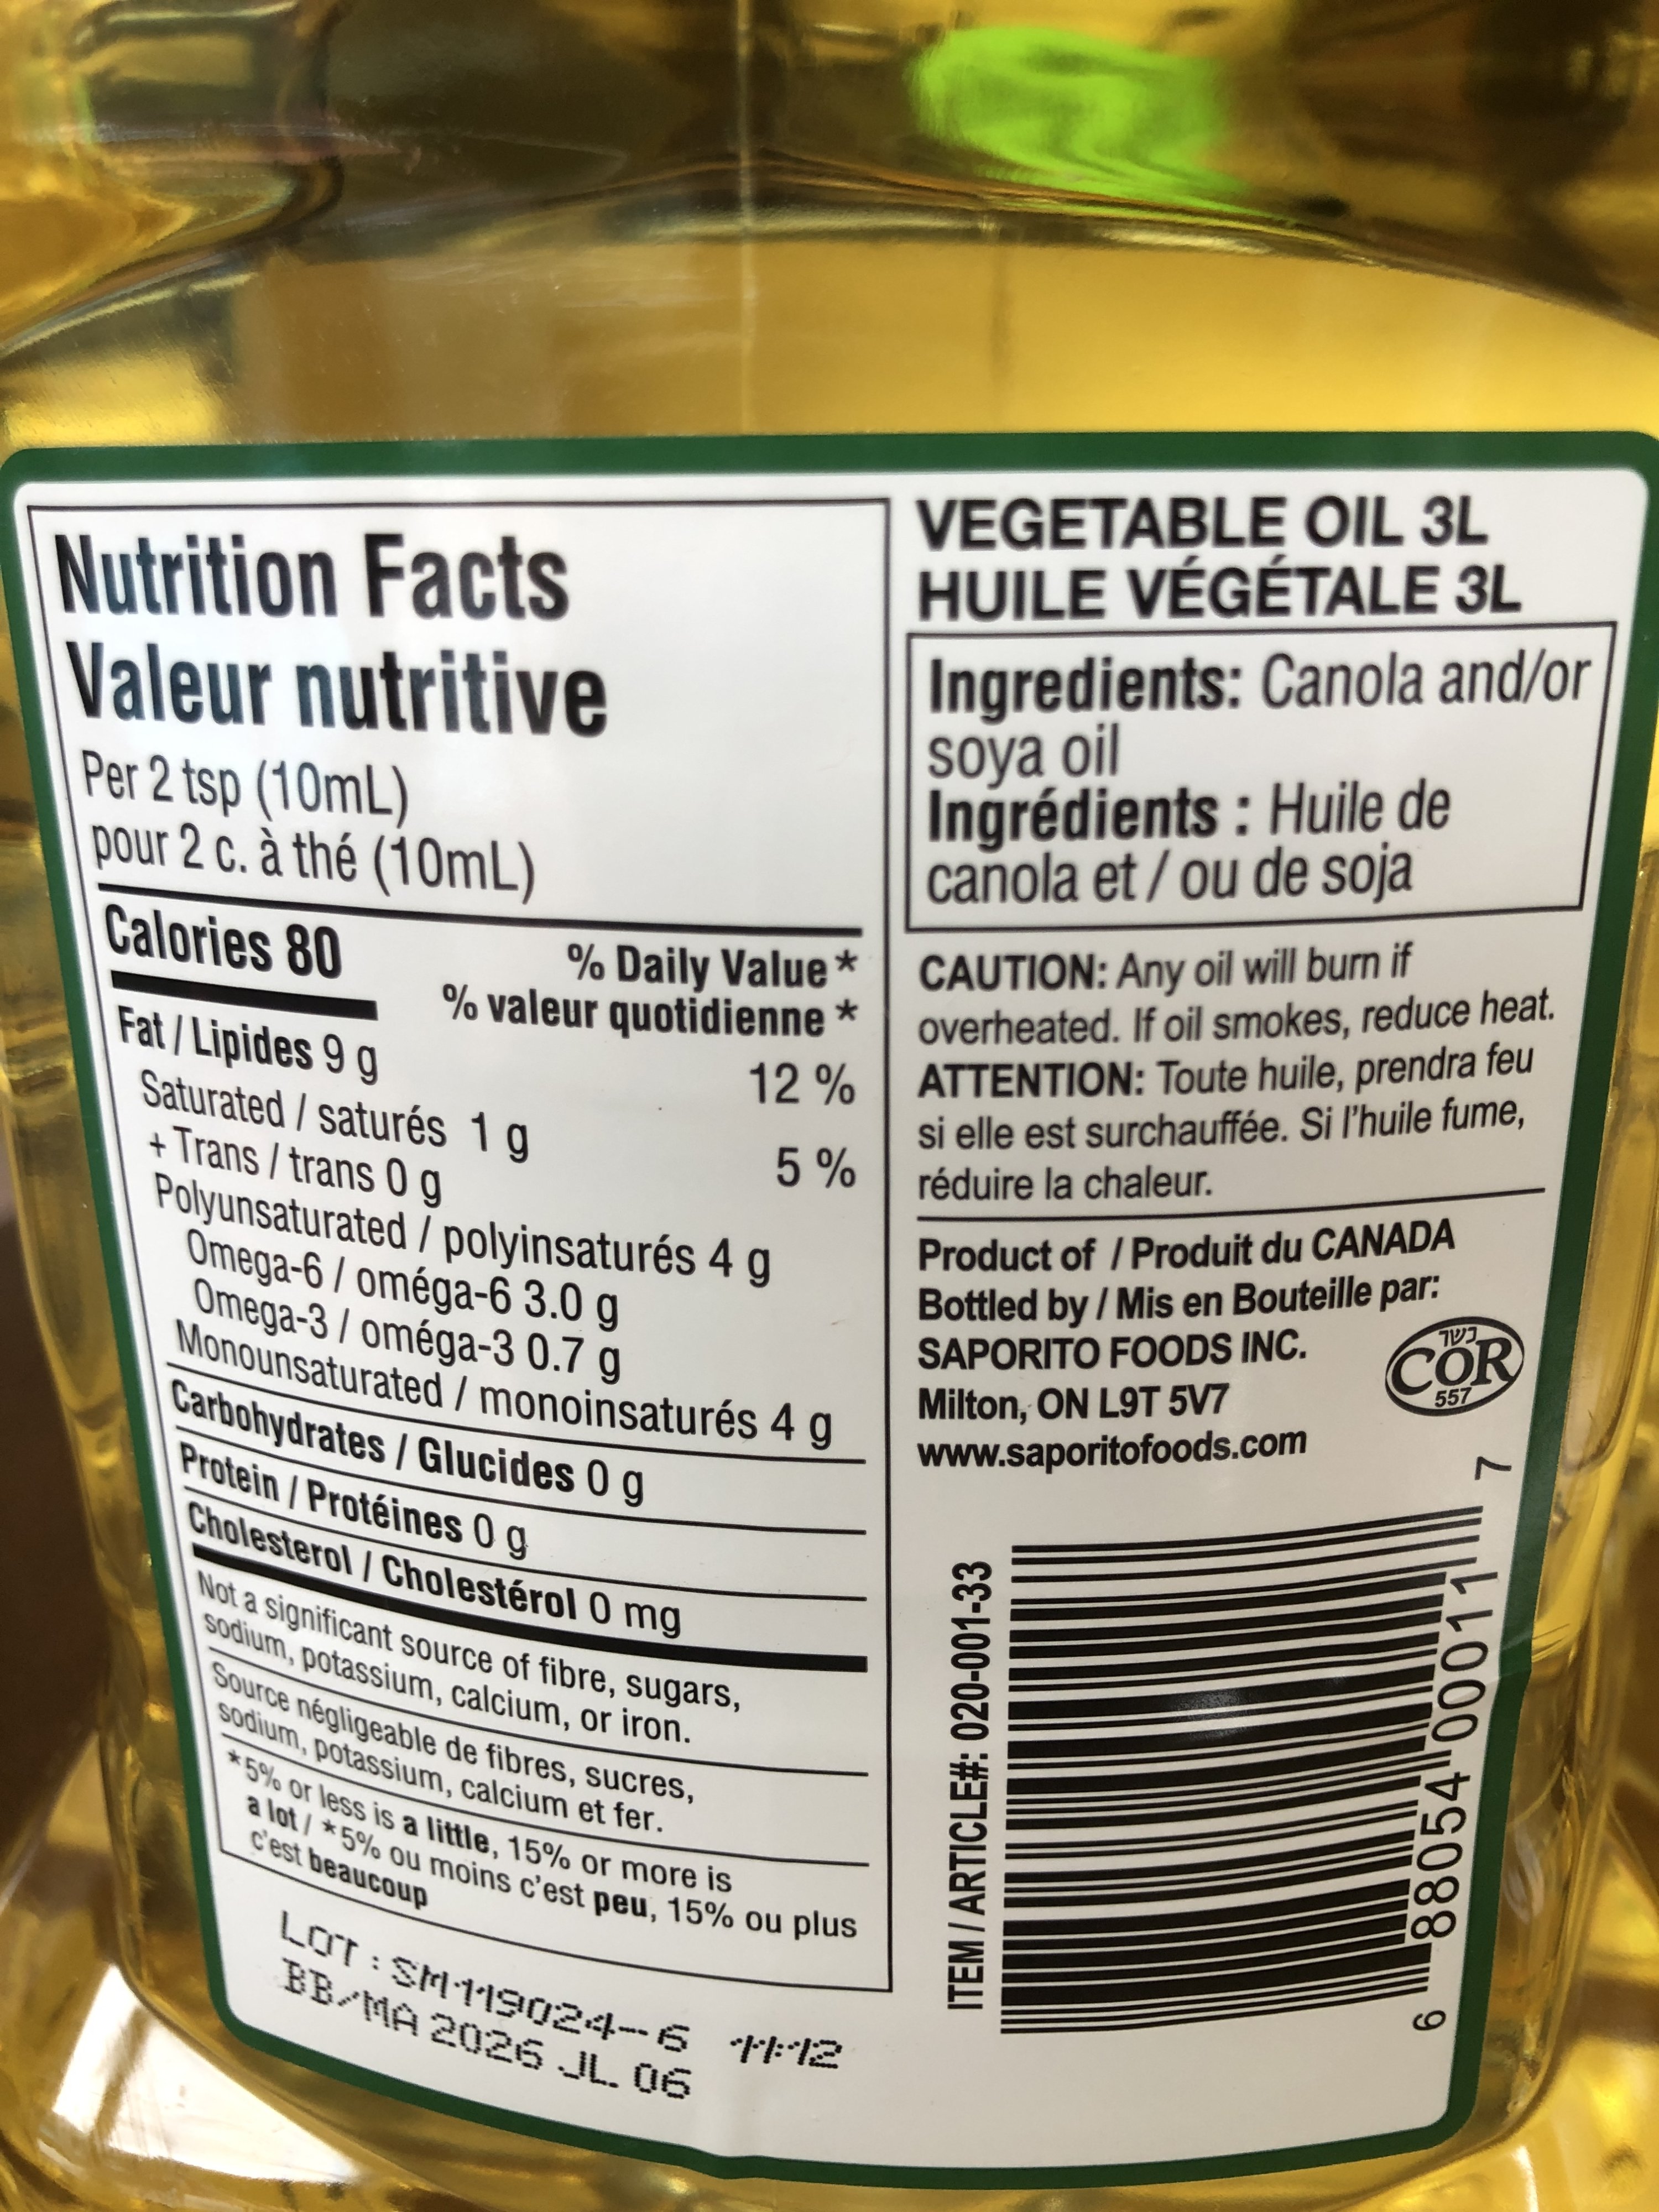 Nutrition Facts
Valeur nutritive
Per 2 tsp (10mL)
pour 2 c. à thé (10mL)
Calories 80
% Daily Value*
% valeur quotidienne*
Fat / Lipides 9 g 12 %
Saturated / saturés 1 g
+ Trans / trans 0 g 5 %
Polyunsaturated / polyinsaturés 4 g
Omega-6 / oméga-6 3.0 g
Omega-3 / oméga-3 0.7 g
Monounsaturated / monoinsaturés 4 g
Carbohydrates / Glucides 0 g
Protein / Protéines 0 g
Cholesterol / Cholestérol 0 mg
Not a significant source of fibre, sugars,
sodium, potassium, calcium, or iron.
Source négligeable de fibres, sucres,
sodium, potassium, calcium et fer.
*5% or less is a little, 15% or more is
a lot / *5% ou moins c'est peu, 15% ou plus
c'est beaucoup
LOT : SM119024--6 11:12
BB/MA 2026 JL 06
VEGETABLE OIL 3L
HUILE VÉGÉTALE 3L
Ingredients: Canola and/or
soya oil
Ingrédients : Huile de
canola et / ou de soja
CAUTION: Any oil will burn if
overheated. If oil smokes, reduce heat.
ATTENTION: Toute huile, prendra feu
si elle est surchauffée. Si l'huile fume,
réduire la chaleur.
Product of / Produit du CANADA
Bottled by / Mis en Bouteille par:
SAPORITO FOODS INC.
Milton, ON L9T 5V7
www.saporitofoods.com
כשר
COR
557
ITEM / ARTICLE#: 020-001-33
6 88054 00011 7